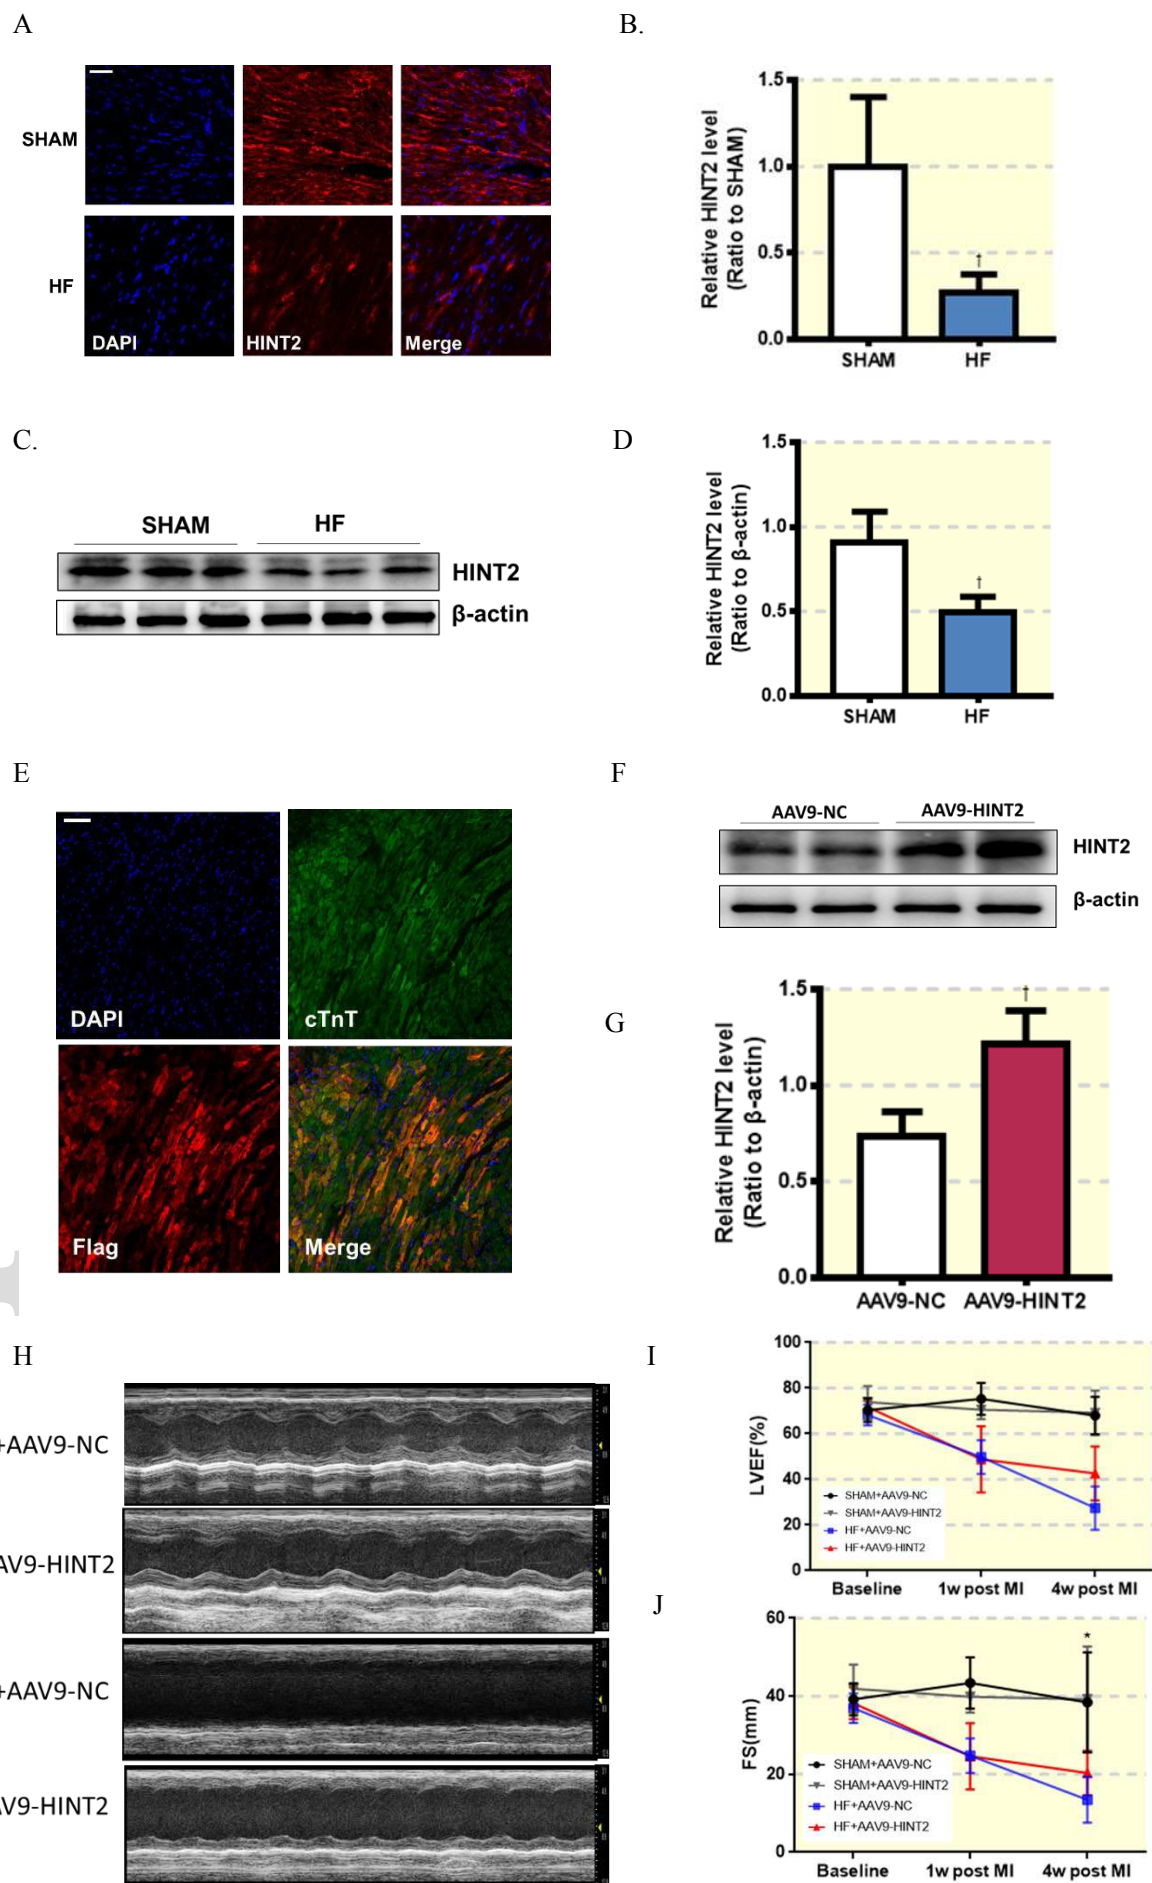 A
B.
SHAM
HF
DAPI
HINT2
Merge
Relative HINT2 level
(Ratio to SHAM)
1.5
1.0
0.5
0.0
†
SHAM
HF
C.
D
SHAM
HF
HINT2
β-actin
Relative HINT2 level
(Ratio to β-actin)
1.5
1.0
0.5
0.0
†
SHAM
HF
E
F
DAPI
cTnT
Flag
Merge
AAV9-NC
AAV9-HINT2
HINT2
β-actin
G
Relative HINT2 level
(Ratio to β-actin)
1.5
1.0
0.5
0.0
†
AAV9-NC
AAV9-HINT2
H
I
+AAV9-NC
AV9-HINT2
+AAV9-NC
AV9-HINT2
LVEF(%)
100
80
60
40
20
0
SHAM+AAV9-NC
SHAM+AAV9-HINT2
HF+AAV9-NC
HF+AAV9-HINT2
Baseline
1w post MI
4w post MI
J
FS(mm)
60
40
20
0
*
SHAM+AAV9-NC
SHAM+AAV9-HINT2
HF+AAV9-NC
HF+AAV9-HINT2
Baseline
1w post MI
4w post MI